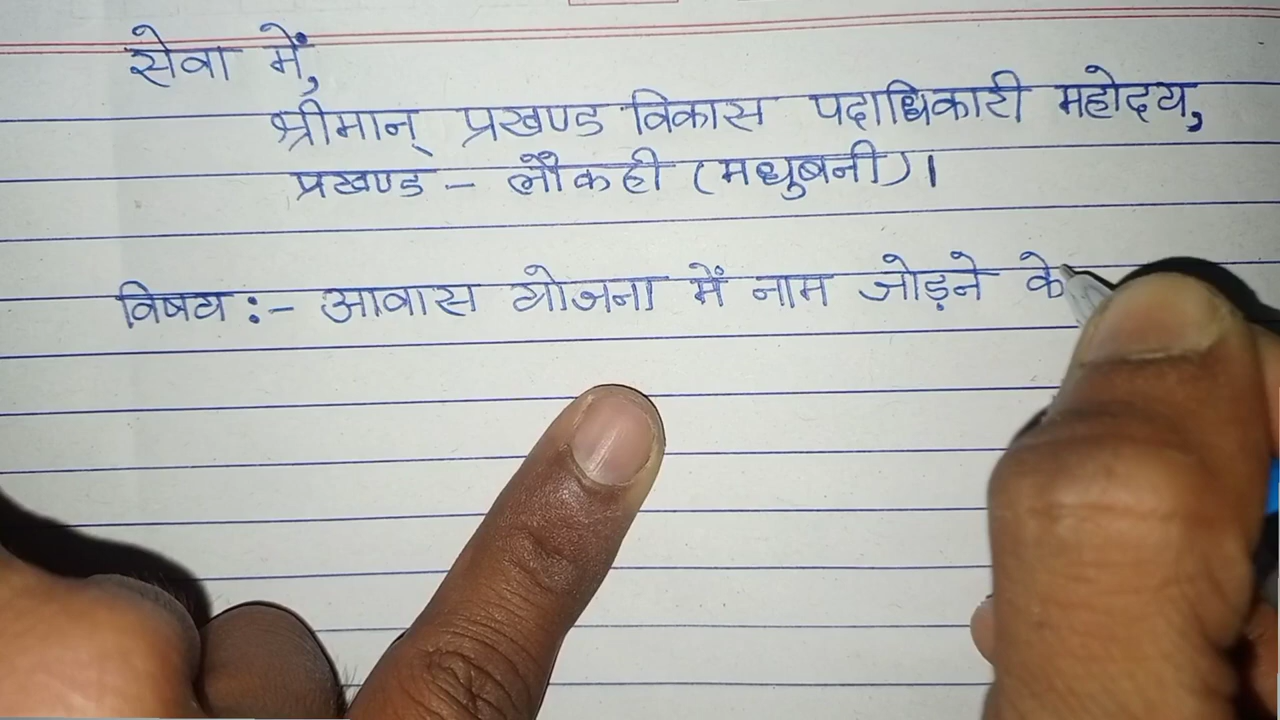 सेवा में,
श्रीमान् प्रखण्ड विकास पदाधिकारी महोदय,
प्रखण्ड - लौकही (मधुबनी)।
विषय :- आवास योजना में नाम जोड़ने के